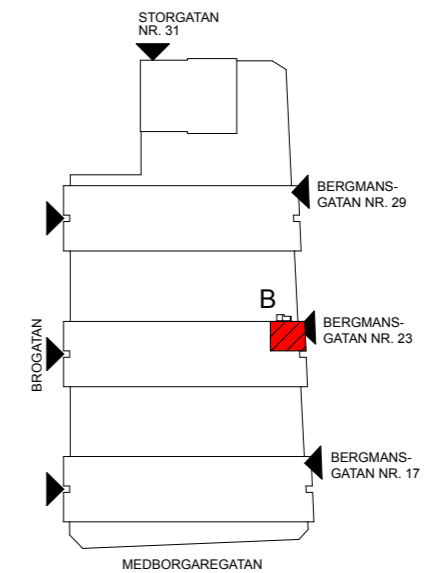 STORGATAN
NR. 31
BERGMANS-
GATAN NR. 29
B
BERGMANS-
GATAN NR. 23
BROGATAN
BERGMANS-
GATAN NR. 17
MEDBORGAREGATAN